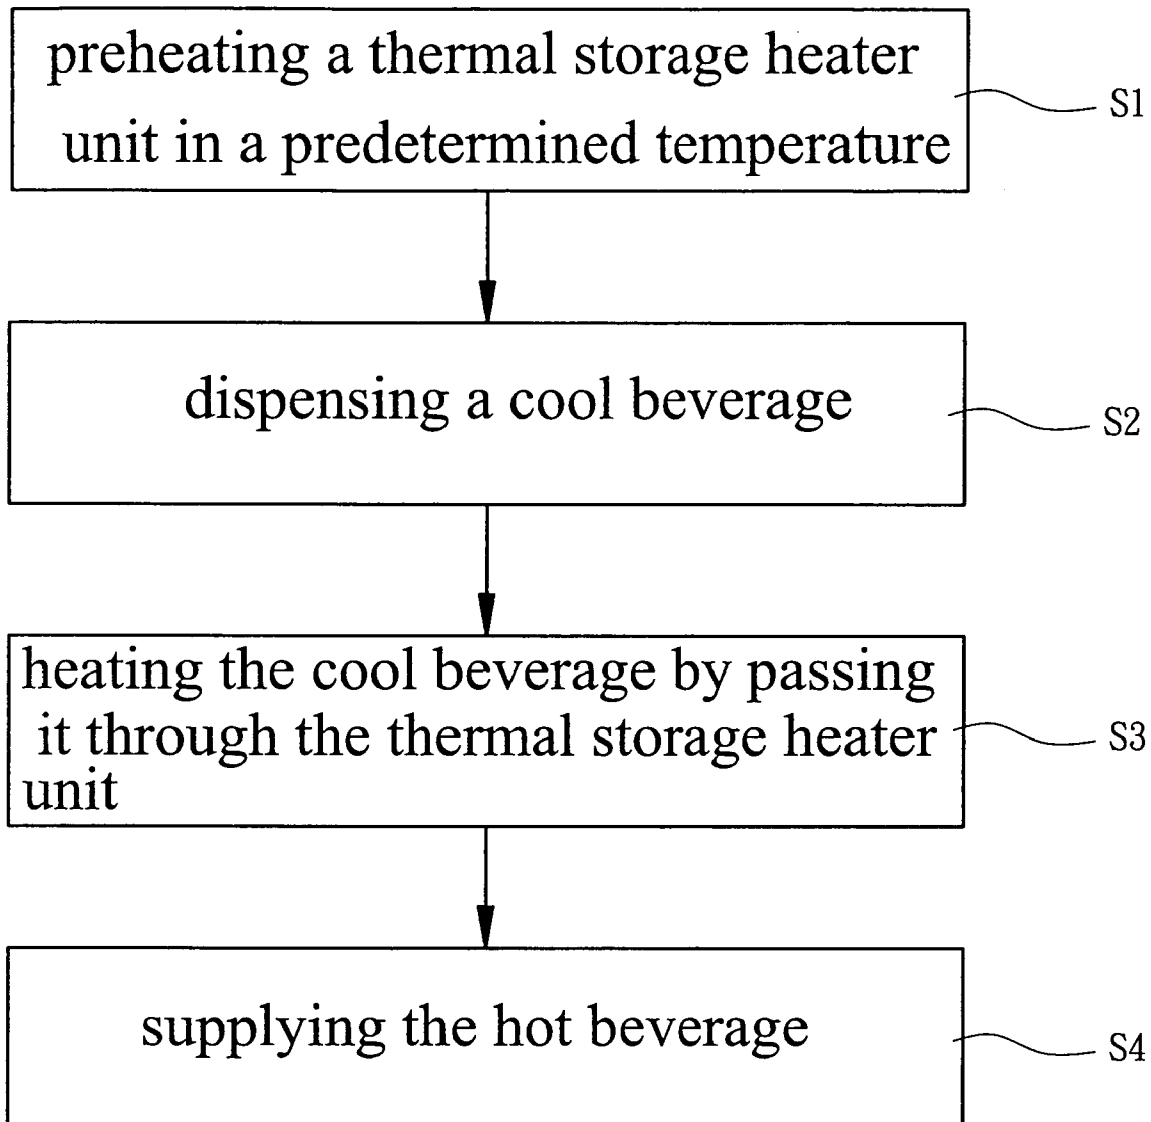 preheating a thermal storage heater
unit in a predetermined temperature
S1
dispensing a cool beverage
S2
heating the cool beverage by passing
it through the thermal storage heater
unit
S3
supplying the hot beverage
S4